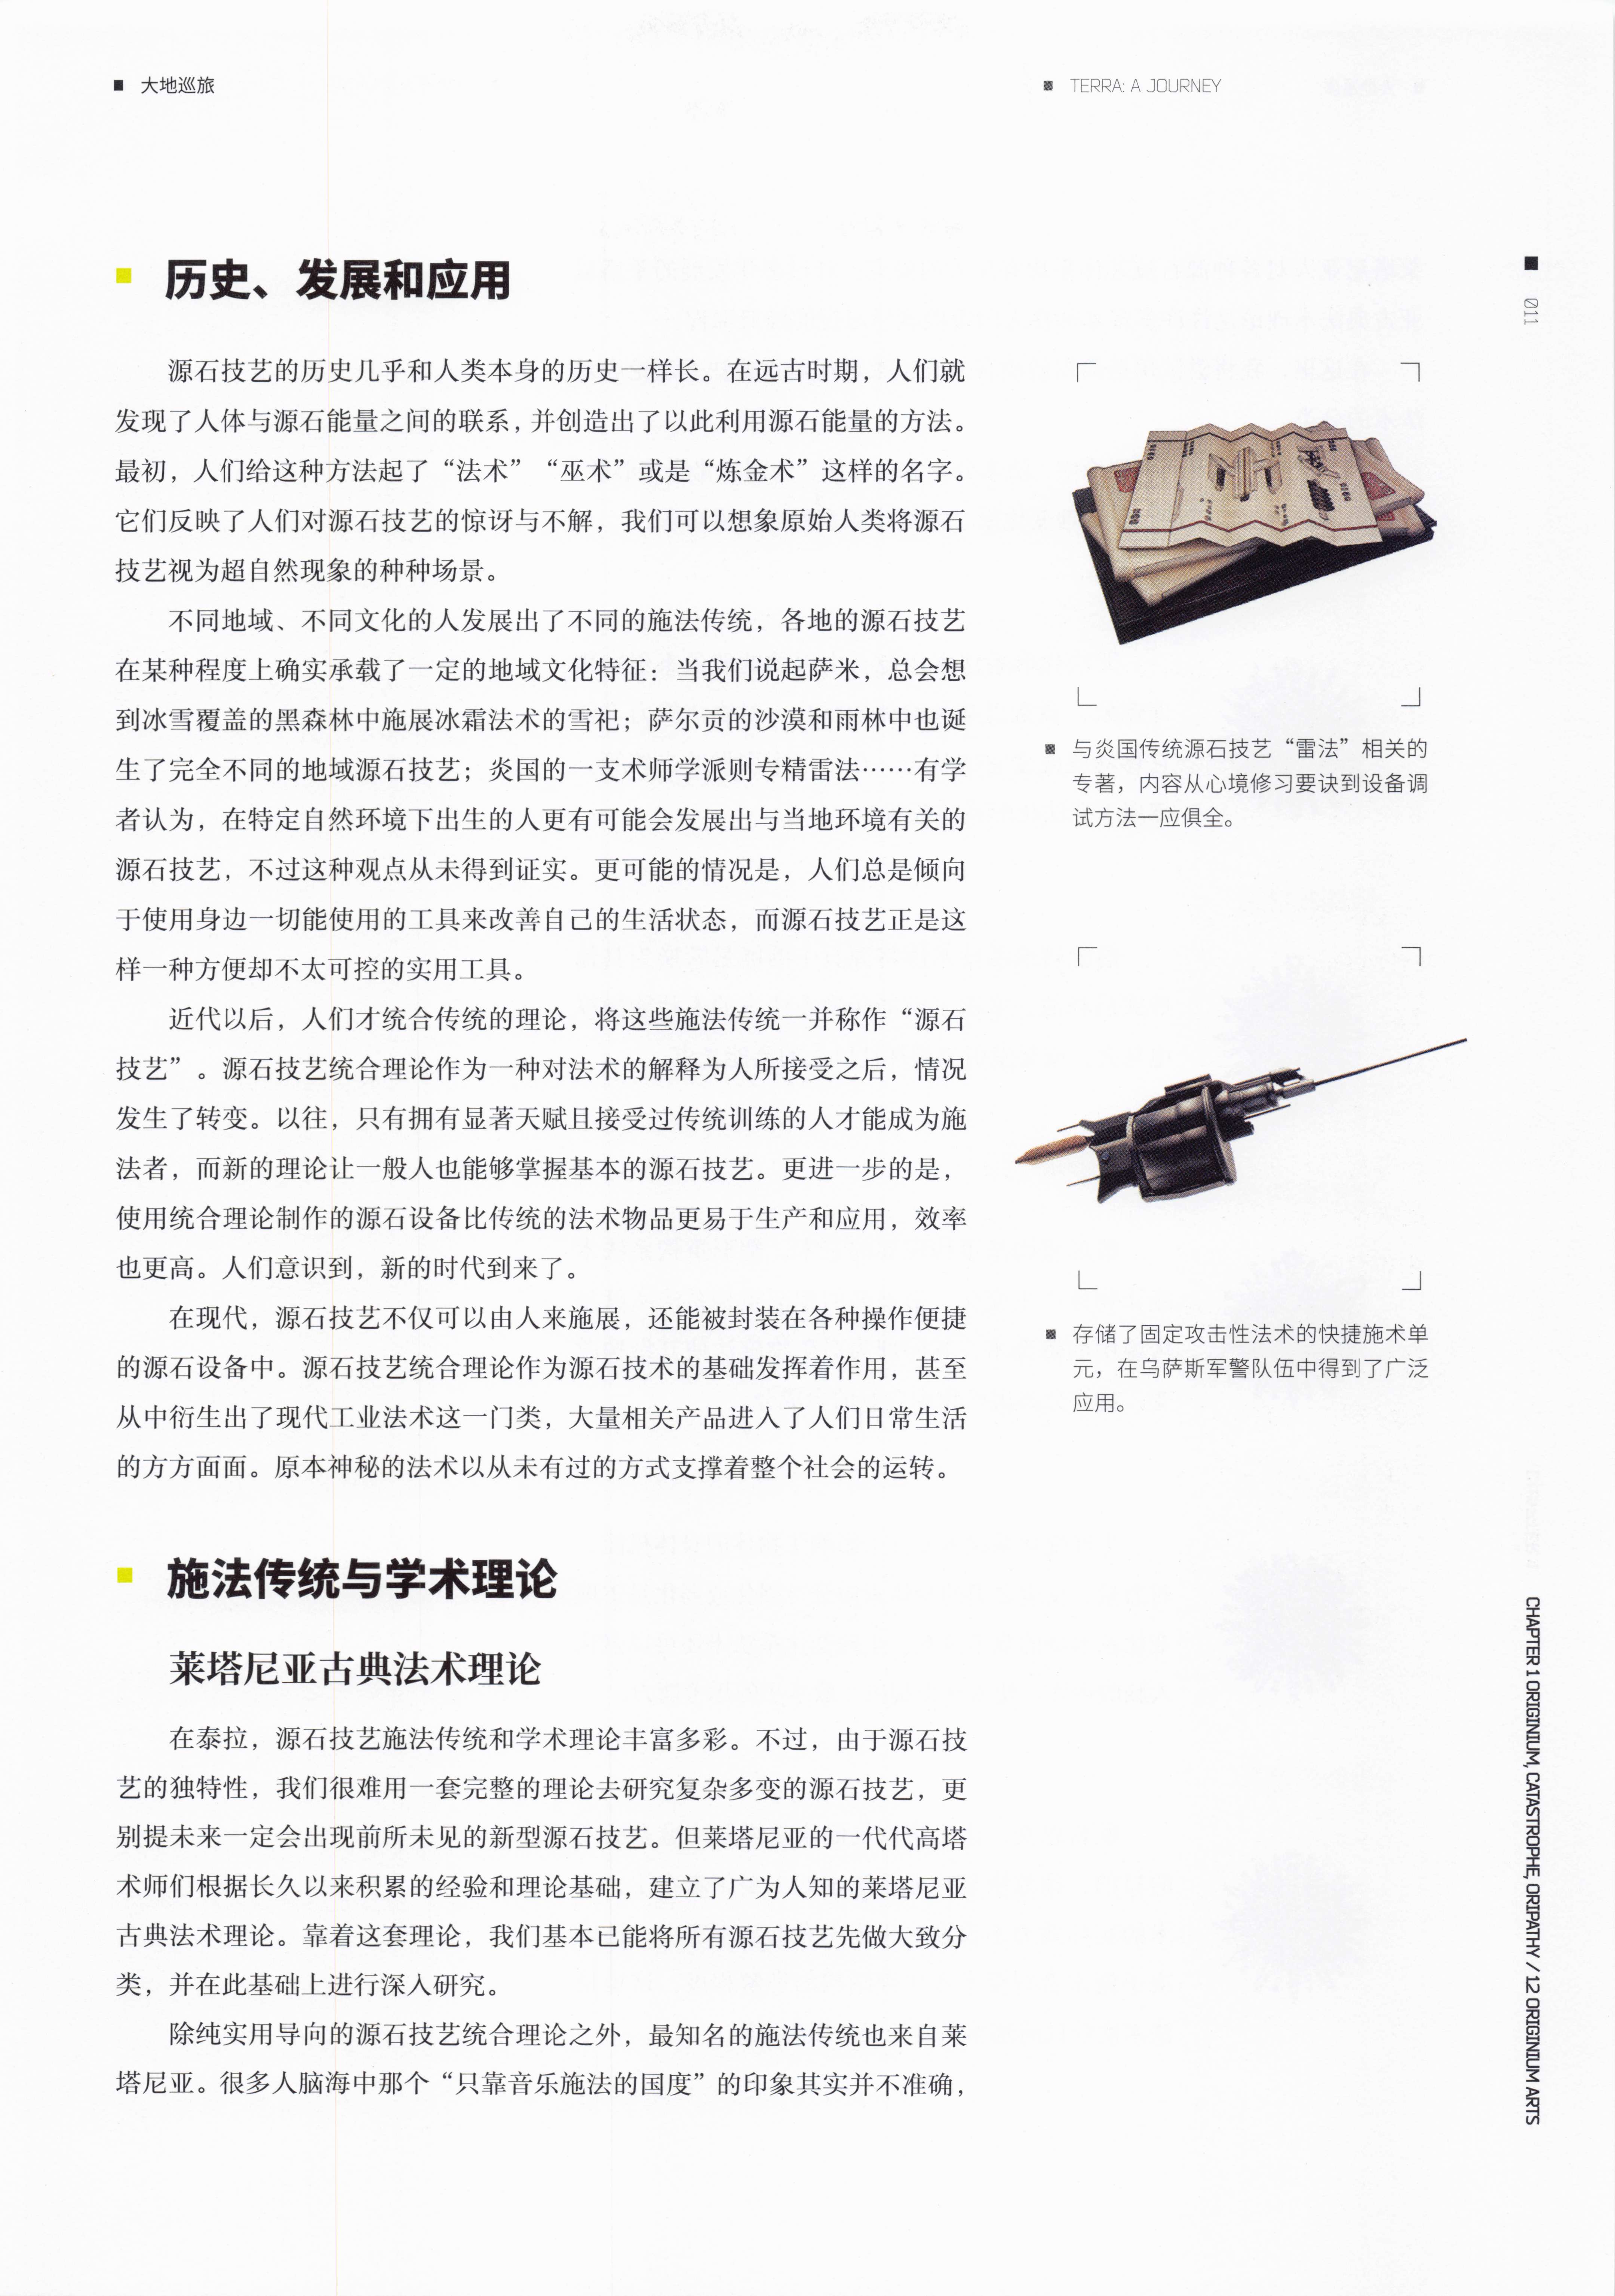 大地巡旅
TERRA: A JOURNEY
011
历史、发展和应用
源石技艺的历史几乎和人类本身的历史一样长。在远古时期，人们就
发现了人体与源石能量之间的联系，并创造出了以此利用源石能量的方法。
最初，人们给这种方法起了“法术”“巫术”或是“炼金术”这样的名字。
它们反映了人们对源石技艺的惊讶与不解，我们可以想象原始人类将源石
技艺视为超自然现象的种种场景。
不同地域、不同文化的人发展出了不同的施法传统，各地的源石技艺
在某种程度上确实承载了一定的地域文化特征：当我们说起萨米，总会想
到冰雪覆盖的黑森林中施展冰霜法术的雪祀；萨尔贡的沙漠和雨林中也诞
生了完全不同的地域源石技艺；炎国的一支术师学派则专精雷法……有学
者认为，在特定自然环境下出生的人更有可能会发展出与当地环境有关的
源石技艺，不过这种观点从未得到证实。更可能的情况是，人们总是倾向
于使用身边一切能使用的工具来改善自己的生活状态，而源石技艺正是这
样一种方便却不太可控的实用工具。
近代以后，人们才统合传统的理论，将这些施法传统一并称作“源石
技艺”。源石技艺统合理论作为一种对法术的解释为人所接受之后，情况
发生了转变。以往，只有拥有显著天赋且接受过传统训练的人才能成为施
法者，而新的理论让一般人也能够掌握基本的源石技艺。更进一步的是，
使用统合理论制作的源石设备比传统的法术物品更易于生产和应用，效率
也更高。人们意识到，新的时代到来了。
在现代，源石技艺不仅可以由人来施展，还能被封装在各种操作便捷
的源石设备中。源石技艺统合理论作为源石技术的基础发挥着作用，甚至
从中衍生出了现代工业法术这一门类，大量相关产品进入了人们日常生活
的方方面面。原本神秘的法术以从未有过的方式支撑着整个社会的运转。
与炎国传统源石技艺“雷法”相关的
专著，内容从心境修习要诀到设备调
试方法一应俱全。
存储了固定攻击性法术的快捷施术单
元，在乌萨斯军警队伍中得到了广泛
应用。
施法传统与学术理论
莱塔尼亚古典法术理论
在泰拉，源石技艺施法传统和学术理论丰富多彩。不过，由于源石技
艺的独特性，我们很难用一套完整的理论去研究复杂多变的源石技艺，更
别提未来一定会出现前所未见的新型源石技艺。但莱塔尼亚的一代代高塔
术师们根据长久以来积累的经验和理论基础，建立了广为人知的莱塔尼亚
古典法术理论。靠着这套理论，我们基本已能将所有源石技艺先做大致分
类，并在此基础上进行深入研究。
除纯实用导向的源石技艺统合理论之外，最知名的施法传统也来自莱
塔尼亚。很多人脑海中那个“只靠音乐施法的国度”的印象其实并不准确，
CHAPTER 1 ORIGINIUM, CATASTROPHE, ORIPATHY / 12 ORIGINIUM ARTS